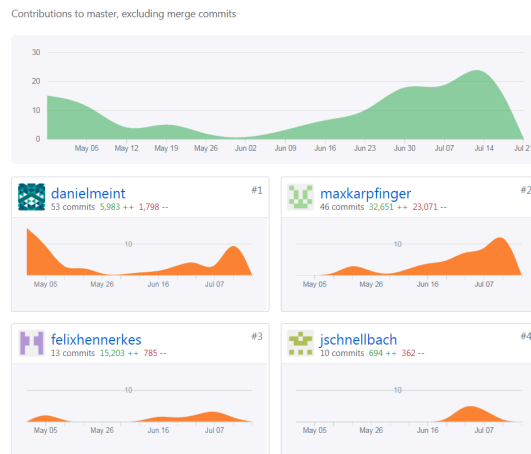 Contributions to master, excluding merge commits
30
20
10
0
May 05 May 12 May 19 May 26 Jun 02 Jun 09 Jun 16 Jun 23 Jun 30 Jul 07 Jul 14 Jul 21
danielmeint #1
53 commits 5,983 ++ 1,798 --
10
May 05 May 26 Jun 16 Jul 07
maxkarpfinger #2
46 commits 32,651 ++ 23,071 --
10
May 05 May 26 Jun 16 Jul 07
felixhennerkes #3
13 commits 15,203 ++ 785 --
10
May 05 May 26 Jun 16 Jul 07
jschnellbach #4
10 commits 694 ++ 362 --
10
May 05 May 26 Jun 16 Jul 07